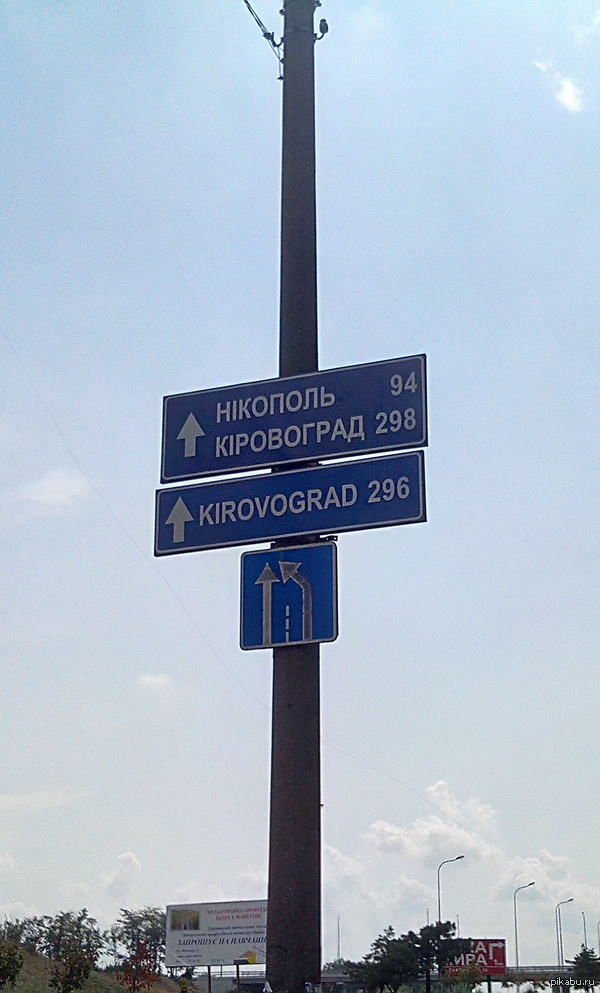 НІКОПОЛЬ 94
КІРОВОГРАД 298
KIROVOGRAD 296
ЗАПРОШУЄ НА НАВЧАННЯ
pikabu.ru